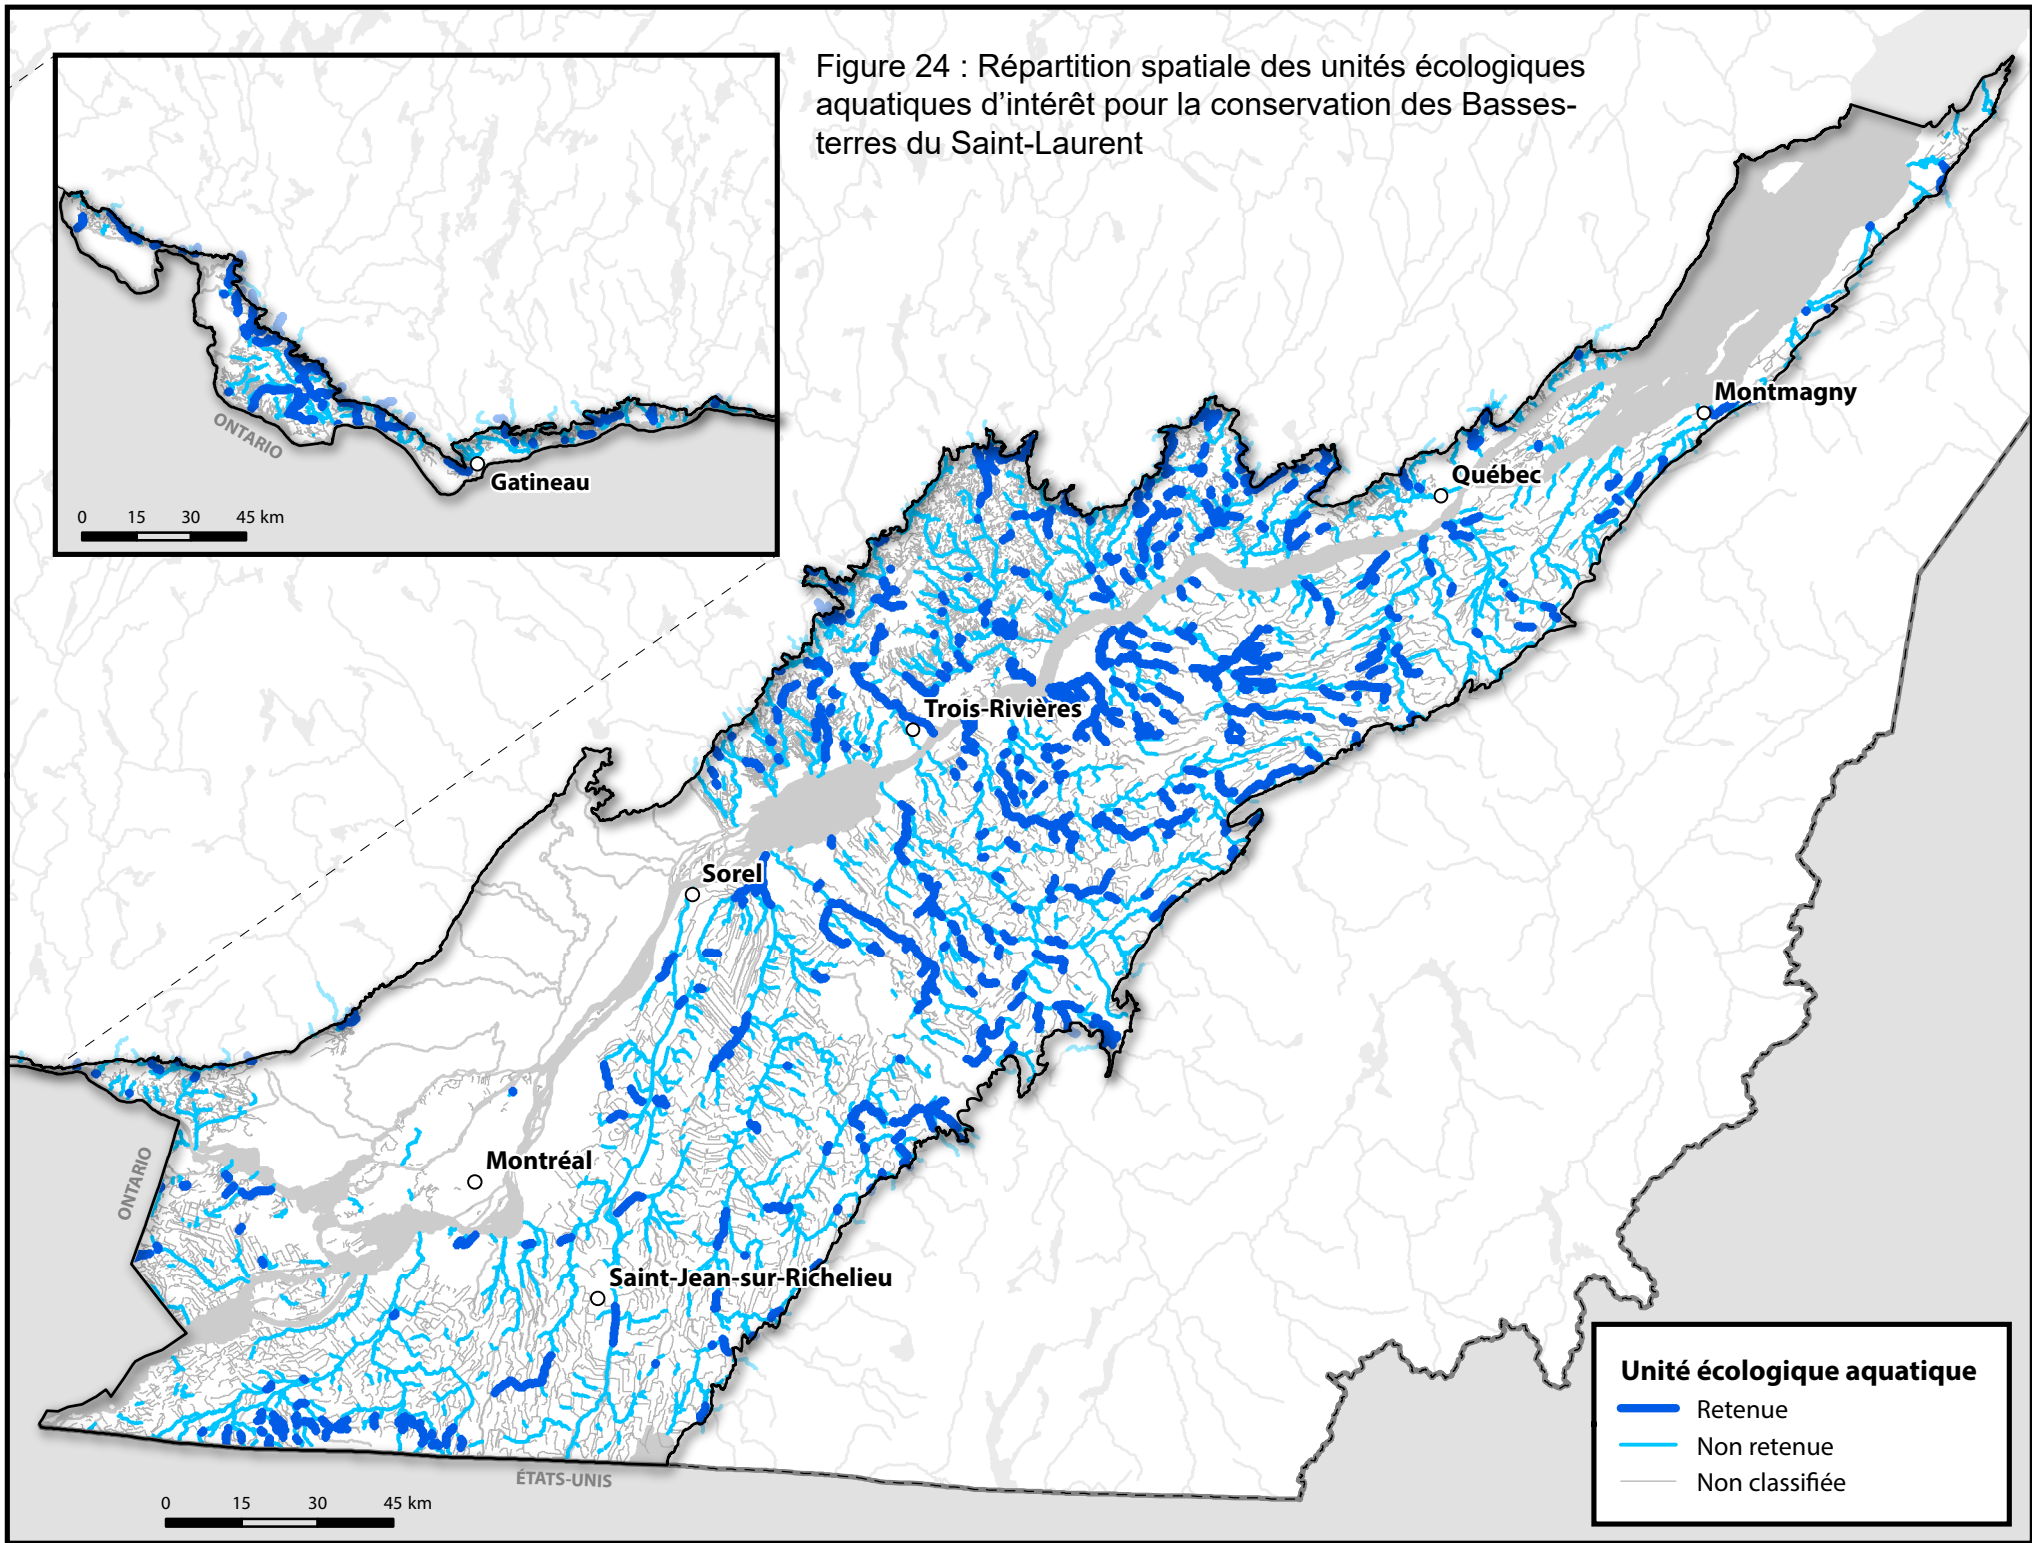 Figure 24 : Répartition spatiale des unités écologiques
aquatiques d'intérêt pour la conservation des Basses-
terres du Saint-Laurent
ONTARIO
Gatineau
0 15 30 45 km
Montmagny
Québec
Trois-Rivières
Sorel
Montréal
ONTARIO
Saint-Jean-sur-Richelieu
ÉTATS-UNIS
0 15 30 45 km
Unité écologique aquatique
Retenue
Non retenue
Non classifiée